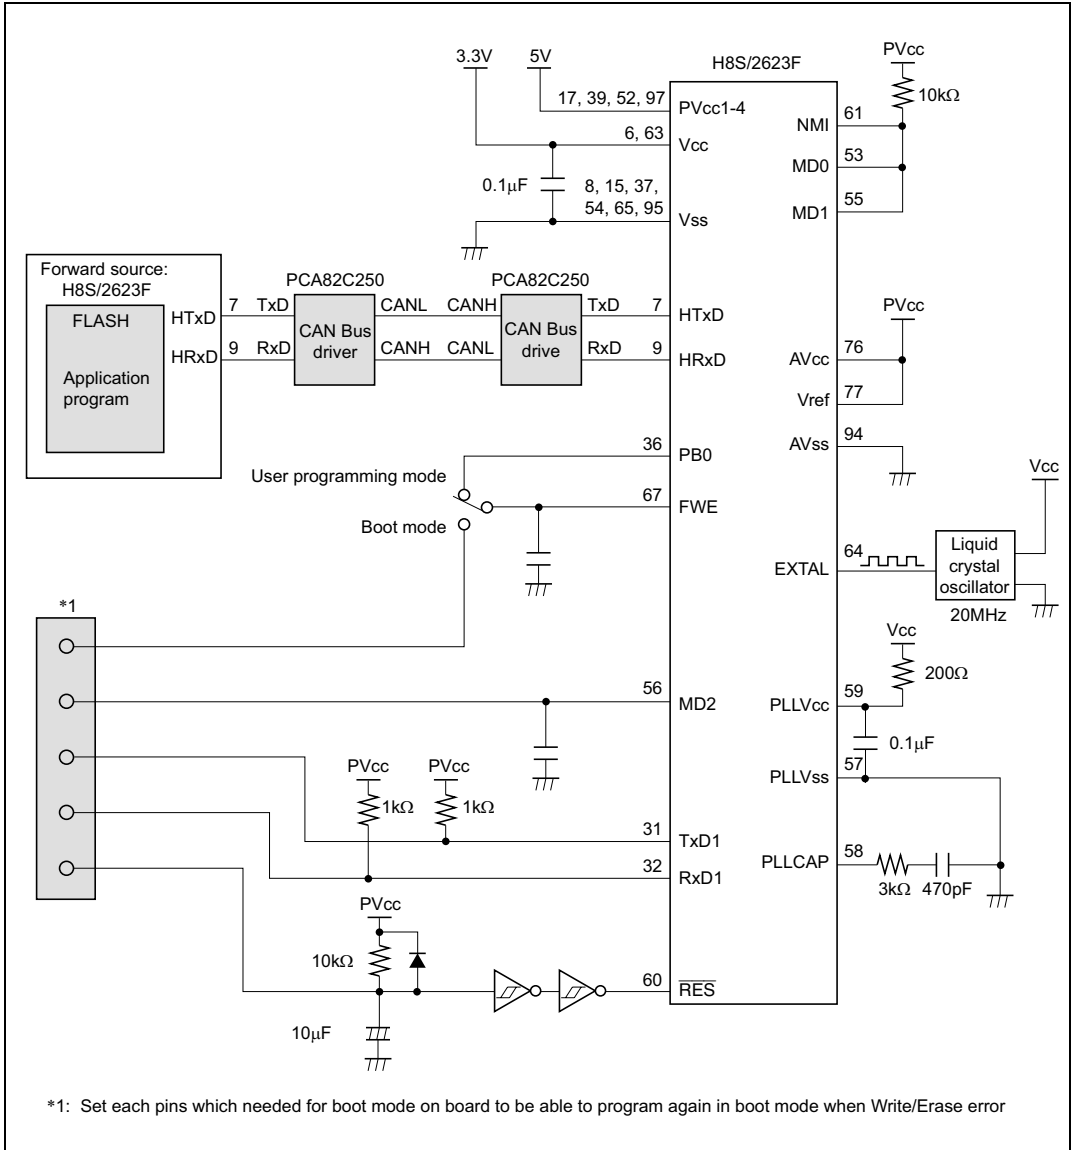 3.3V
5V
H8S/2623F
PVcc
10kΩ
17, 39, 52, 97
PVcc1-4
NMI
61
6, 63
Vcc
MD0
53
0.1µF
8, 15, 37,
54, 65, 95
Vss
MD1
55
Forward source:
H8S/2623F
FLASH
Application
program
HTxD
7
TxD
HRxD
9
RxD
PCA82C250
CAN Bus
driver
CANL
CANH
CANH
CANL
PCA82C250
CAN Bus
drive
TxD
7
HTxD
RxD
9
HRxD
PVcc
AVcc
76
Vref
77
AVss
94
36
PB0
User programming mode
67
FWE
Boot mode
Vcc
EXTAL
64
Liquid
crystal
oscillator
20MHz
*1
Vcc
200Ω
56
MD2
PLLVcc
59
0.1µF
PLLVss
57
PVcc
1kΩ
PVcc
1kΩ
31
TxD1
32
RxD1
PLLCAP
58
3kΩ
470pF
PVcc
10kΩ
60
RES
10µF
*1: Set each pins which needed for boot mode on board to be able to program again in boot mode when Write/Erase error